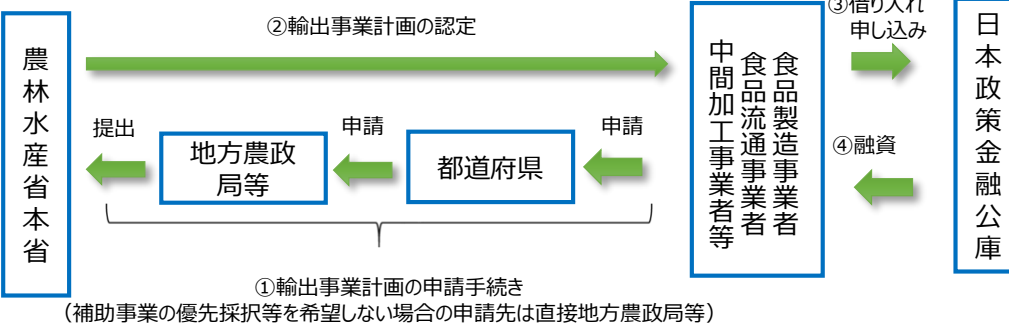 農林水産省本省
②輸出事業計画の認定
提出
地方農政
局等
申請
都道府県
申請
食品製造事業者
食品流通事業者
中間加工事業者等
③借り入れ
申し込み
④融資
日本政策金融公庫
①輸出事業計画の申請手続き
（補助事業の優先採択等を希望しない場合の申請先は直接地方農政局等）